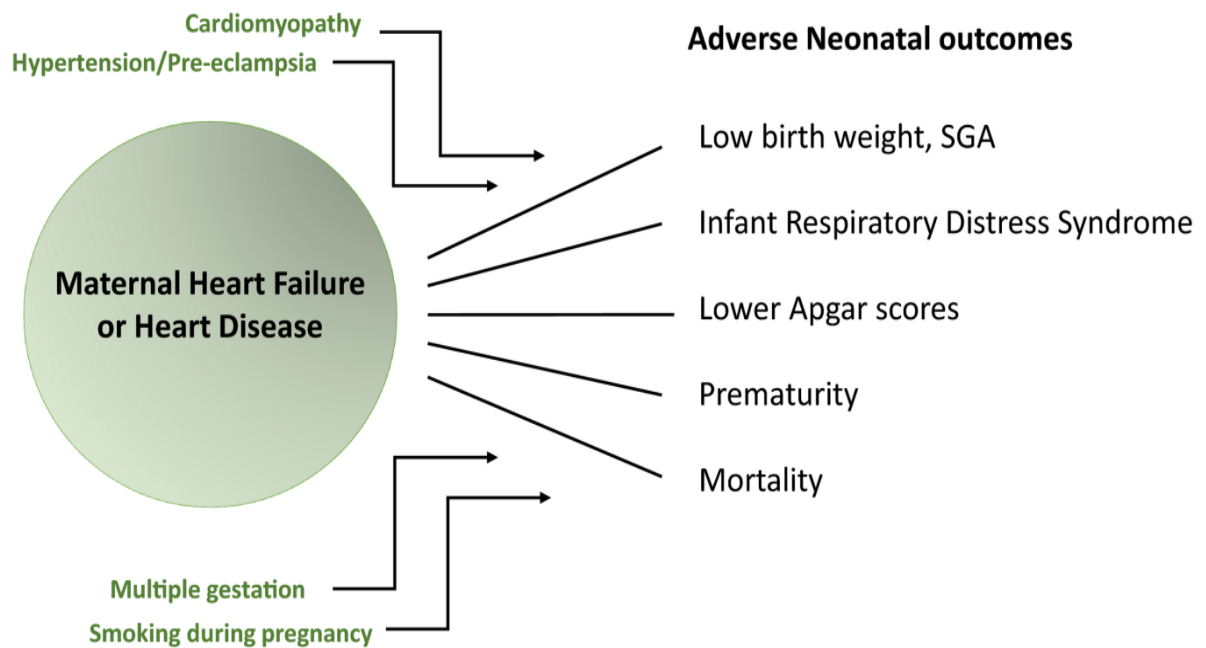 Cardiomyopathy
Hypertension/Pre-eclampsia
Adverse Neonatal outcomes
Low birth weight, SGA
Infant Respiratory Distress Syndrome
Maternal Heart Failure
or Heart Disease
Lower Apgar scores
Prematurity
Mortality
Multiple gestation
Smoking during pregnancy